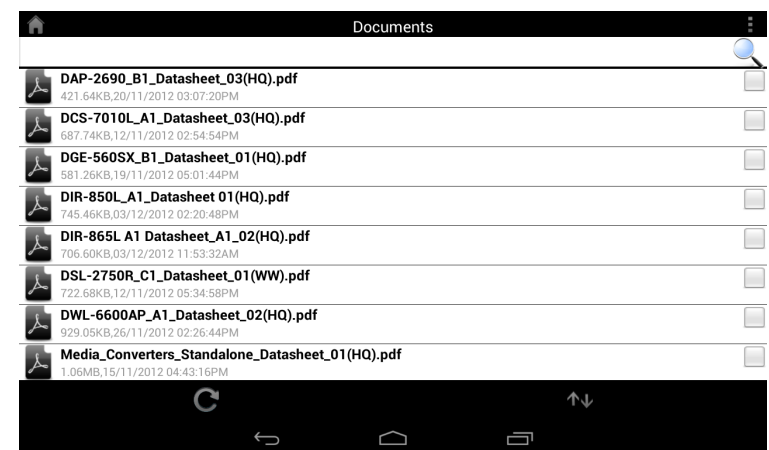 Documents
DAP-2690_B1_Datasheet_03(HQ).pdf
421.64KB,20/11/2012 03:07:20PM
DCS-7010L_A1_Datasheet_03(HQ).pdf
687.74KB,12/11/2012 02:54:54PM
DGE-560SX_B1_Datasheet_01(HQ).pdf
581.26KB,19/11/2012 05:01:44PM
DIR-850L_A1_Datasheet 01(HQ).pdf
745.46KB,03/12/2012 02:20:48PM
DIR-865L A1 Datasheet_A1_02(HQ).pdf
706.60KB,03/12/2012 11:53:32AM
DSL-2750R_C1_Datasheet_01(WW).pdf
722.68KB,12/11/2012 05:34:58PM
DWL-6600AP_A1_Datasheet_02(HQ).pdf
929.05KB,26/11/2012 02:26:44PM
Media_Converters_Standalone_Datasheet_01(HQ).pdf
1.06MB,15/11/2012 04:43:16PM